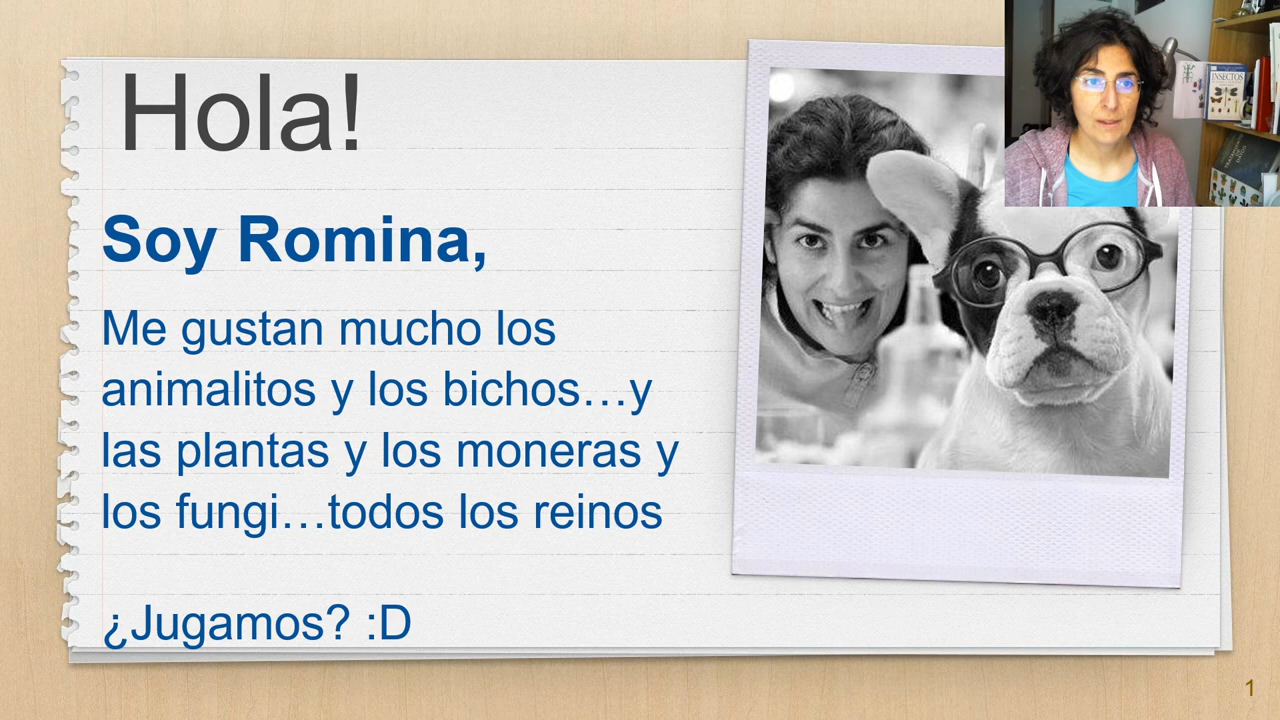 Hola!
Soy Romina,
Me gustan mucho los
animalitos y los bichos…y
las plantas y los moneras y
los fungi…todos los reinos
¿Jugamos? :D
INSECTOS
1